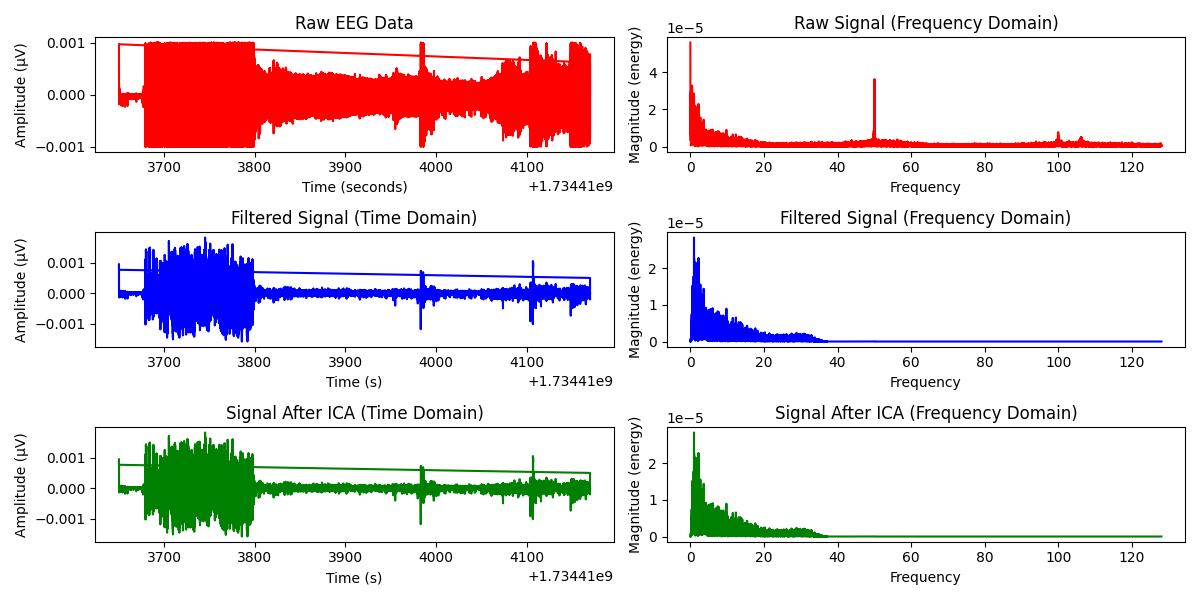 Raw EEG Data
Amplitude (µV)
0.001
0.000
−0.001
3700 3800 3900 4000 4100
Time (seconds)
+1.73441e9
Raw Signal (Frequency Domain)
1e−5
Magnitude (energy)
4
2
0
0 20 40 60 80 100 120
Frequency
Filtered Signal (Time Domain)
Amplitude (µV)
0.001
0.000
−0.001
3700 3800 3900 4000 4100
Time (s)
+1.73441e9
Filtered Signal (Frequency Domain)
1e−5
Magnitude (energy)
2
1
0
0 20 40 60 80 100 120
Frequency
Signal After ICA (Time Domain)
Amplitude (µV)
0.001
0.000
−0.001
3700 3800 3900 4000 4100
Time (s)
+1.73441e9
Signal After ICA (Frequency Domain)
1e−5
Magnitude (energy)
2
1
0
0 20 40 60 80 100 120
Frequency